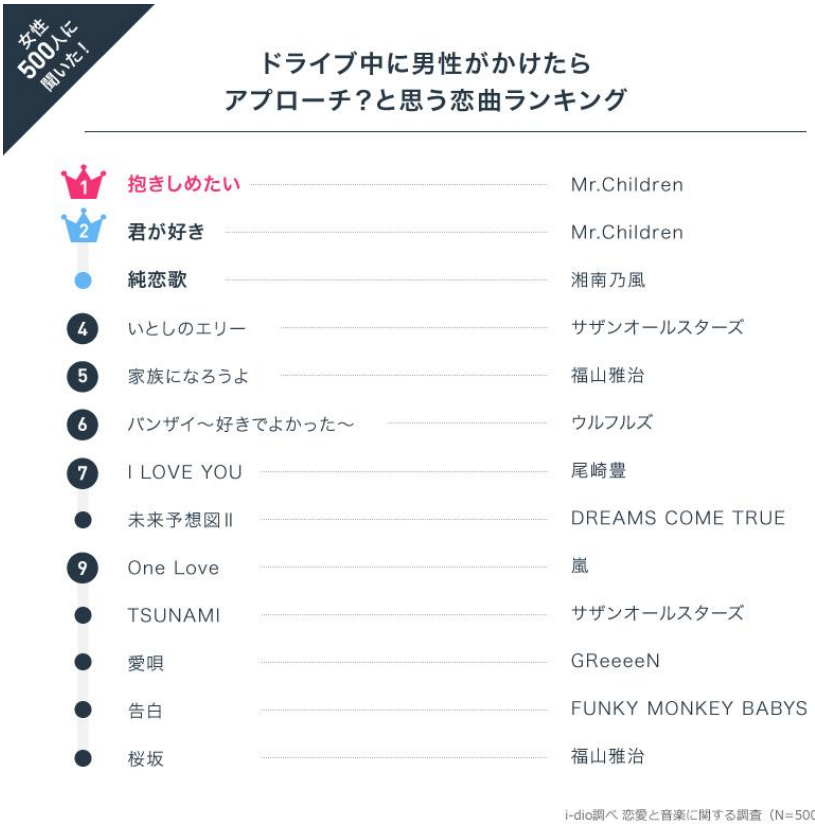 女性
500人に
聞いた!
ドライブ中に男性がかけたら
アプローチ?と思う恋曲ランキング
1 抱きしめたい Mr.Children
2 君が好き Mr.Children
純恋歌 湘南乃風
4 いとしのエリー サザンオールスターズ
5 家族になろうよ 福山雅治
6 バンザイ〜好きでよかった〜 ウルフルズ
7 I LOVE YOU 尾崎豊
未来予想図Ⅱ DREAMS COME TRUE
9 One Love 嵐
TSUNAMI サザンオールスターズ
愛唄 GReeeeN
告白 FUNKY MONKEY BABYS
桜坂 福山雅治
i-dio調べ 恋愛と音楽に関する調査(N=500